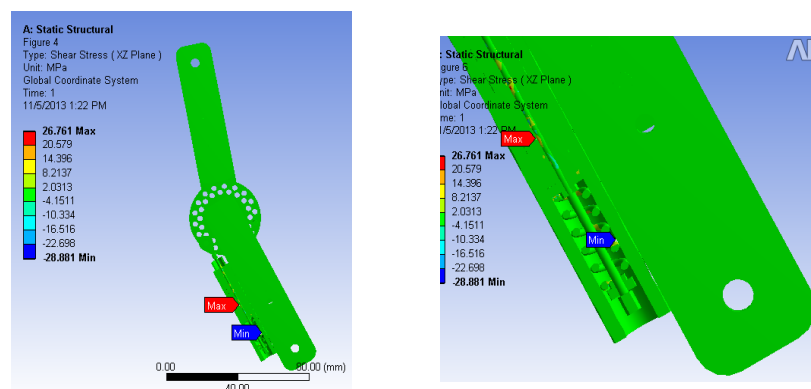 A: Static Structural
Figure 4
Type: Shear Stress ( XZ Plane )
Unit: MPa
Global Coordinate System
Time: 1
11/5/2013 1:22 PM
26.761 Max
20.579
14.396
8.2137
2.0313
-4.1511
-10.334
-16.516
-22.698
-28.881 Min
Max
Min
0.00
80.00 (mm)
40.00
: Static Structural
igure 6
ype: Shear Stress ( XZ Plane )
nit: MPa
lobal Coordinate System
me: 1
1/5/2013 1:22 PM
26.761 Max
20.579
14.396
8.2137
2.0313
-4.1511
-10.334
-16.516
-22.698
-28.881 Min
Max
Min